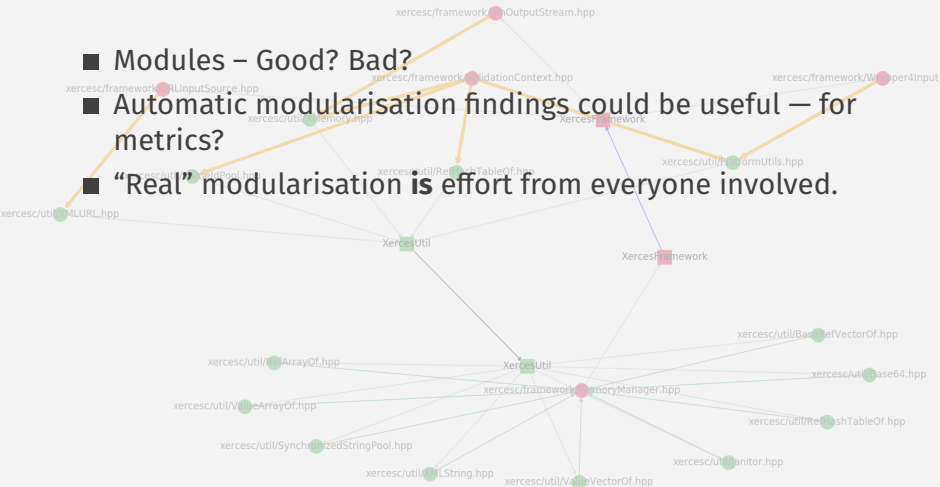 xercesc/framework/BinOutputStream.hpp
■ Modules – Good? Bad?
xercesc/framework/ValidationContext.hpp
xercesc/framework/Wrapper4Input
xercesc/framework/URLInputSource.hpp
■ Automatic modularisation findings could be useful — for
metrics?
xercesc/util/XMemory.hpp
XercesFramework
xercesc/util/PlatformUtils.hpp
xercesc/util/RefHashTableOf.hpp
■ “Real” modularisation is effort from everyone involved.
xercesc/util/XMLURL.hpp
XercesUtil
XercesFramework
xercesc/util/BaseRefVectorOf.hpp
xercesc/util/RefArrayOf.hpp
XercesUtil
xercesc/util/Base64.hpp
xercesc/framework/MemoryManager.hpp
xercesc/util/ValueArrayOf.hpp
xercesc/util/RefHashTableOf.hpp
xercesc/util/SynchronizedStringPool.hpp
xercesc/util/Janitor.hpp
xercesc/util/XMLString.hpp
xercesc/util/ValueVectorOf.hpp